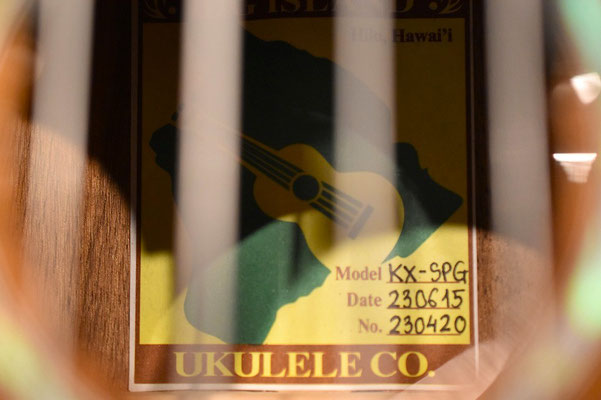 ISLAND
Hilo, Hawai'i
Model KX-SPG
Date 230615
No. 230420
UKULELE CO.